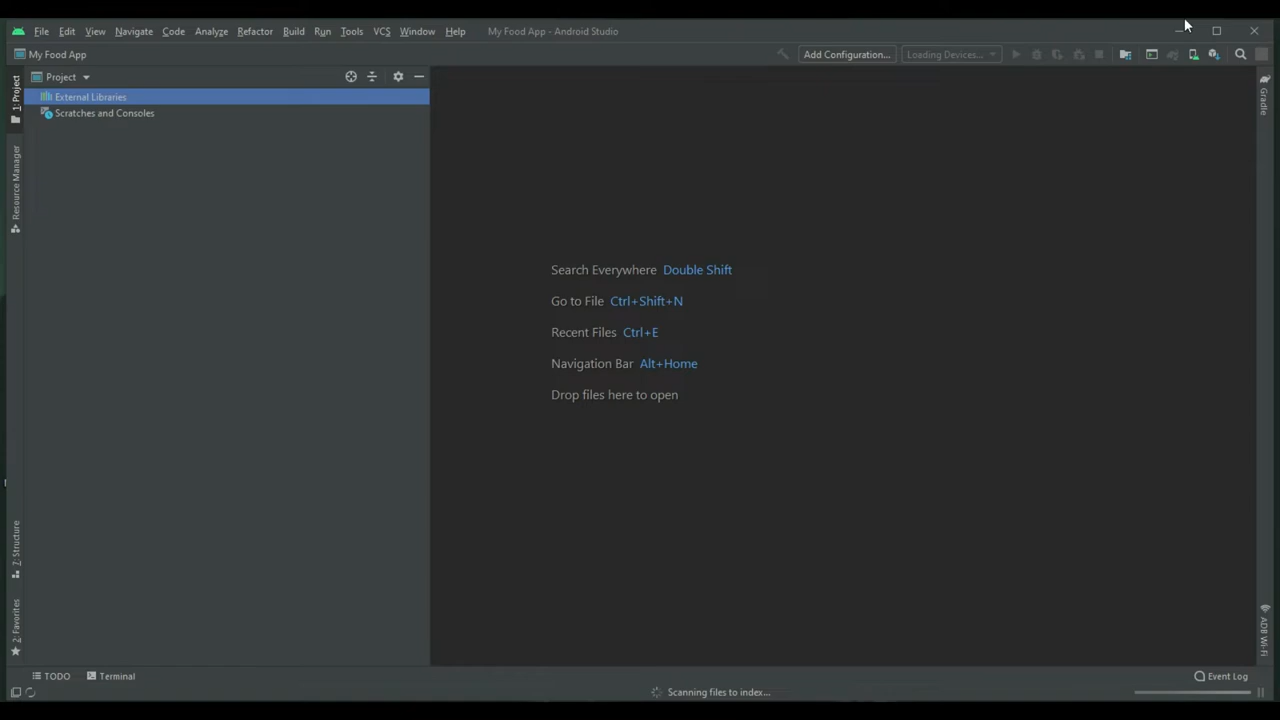 File Edit View Navigate Code Analyze Refactor Build Run Tools VCS Window Help My Food App - Android Studio
My Food App Add Configuration... Loading Devices...
1: Project
Project
External Libraries
Scratches and Consoles
Resource Manager
Gradle
Search Everywhere Double Shift
Go to File Ctrl+Shift+N
Recent Files Ctrl+E
Navigation Bar Alt+Home
Drop files here to open
7: Structure
2: Favorites
ADB Wi-Fi
TODO Terminal Event Log
Scanning files to index...